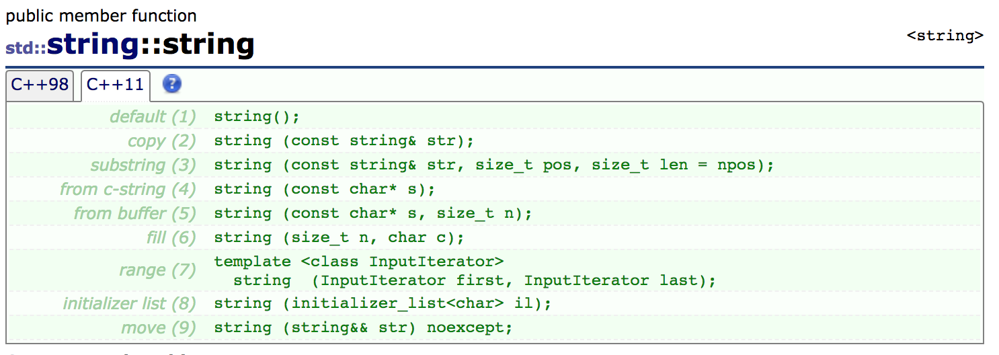 public member function
std::string::string
<string>
C++98 C++11 ?
default (1) string();
copy (2) string (const string& str);
substring (3) string (const string& str, size_t pos, size_t len = npos);
from c-string (4) string (const char* s);
from buffer (5) string (const char* s, size_t n);
fill (6) string (size_t n, char c);
range (7) template <class InputIterator>
string  (InputIterator first, InputIterator last);
initializer list (8) string (initializer_list<char> il);
move (9) string (string&& str) noexcept;